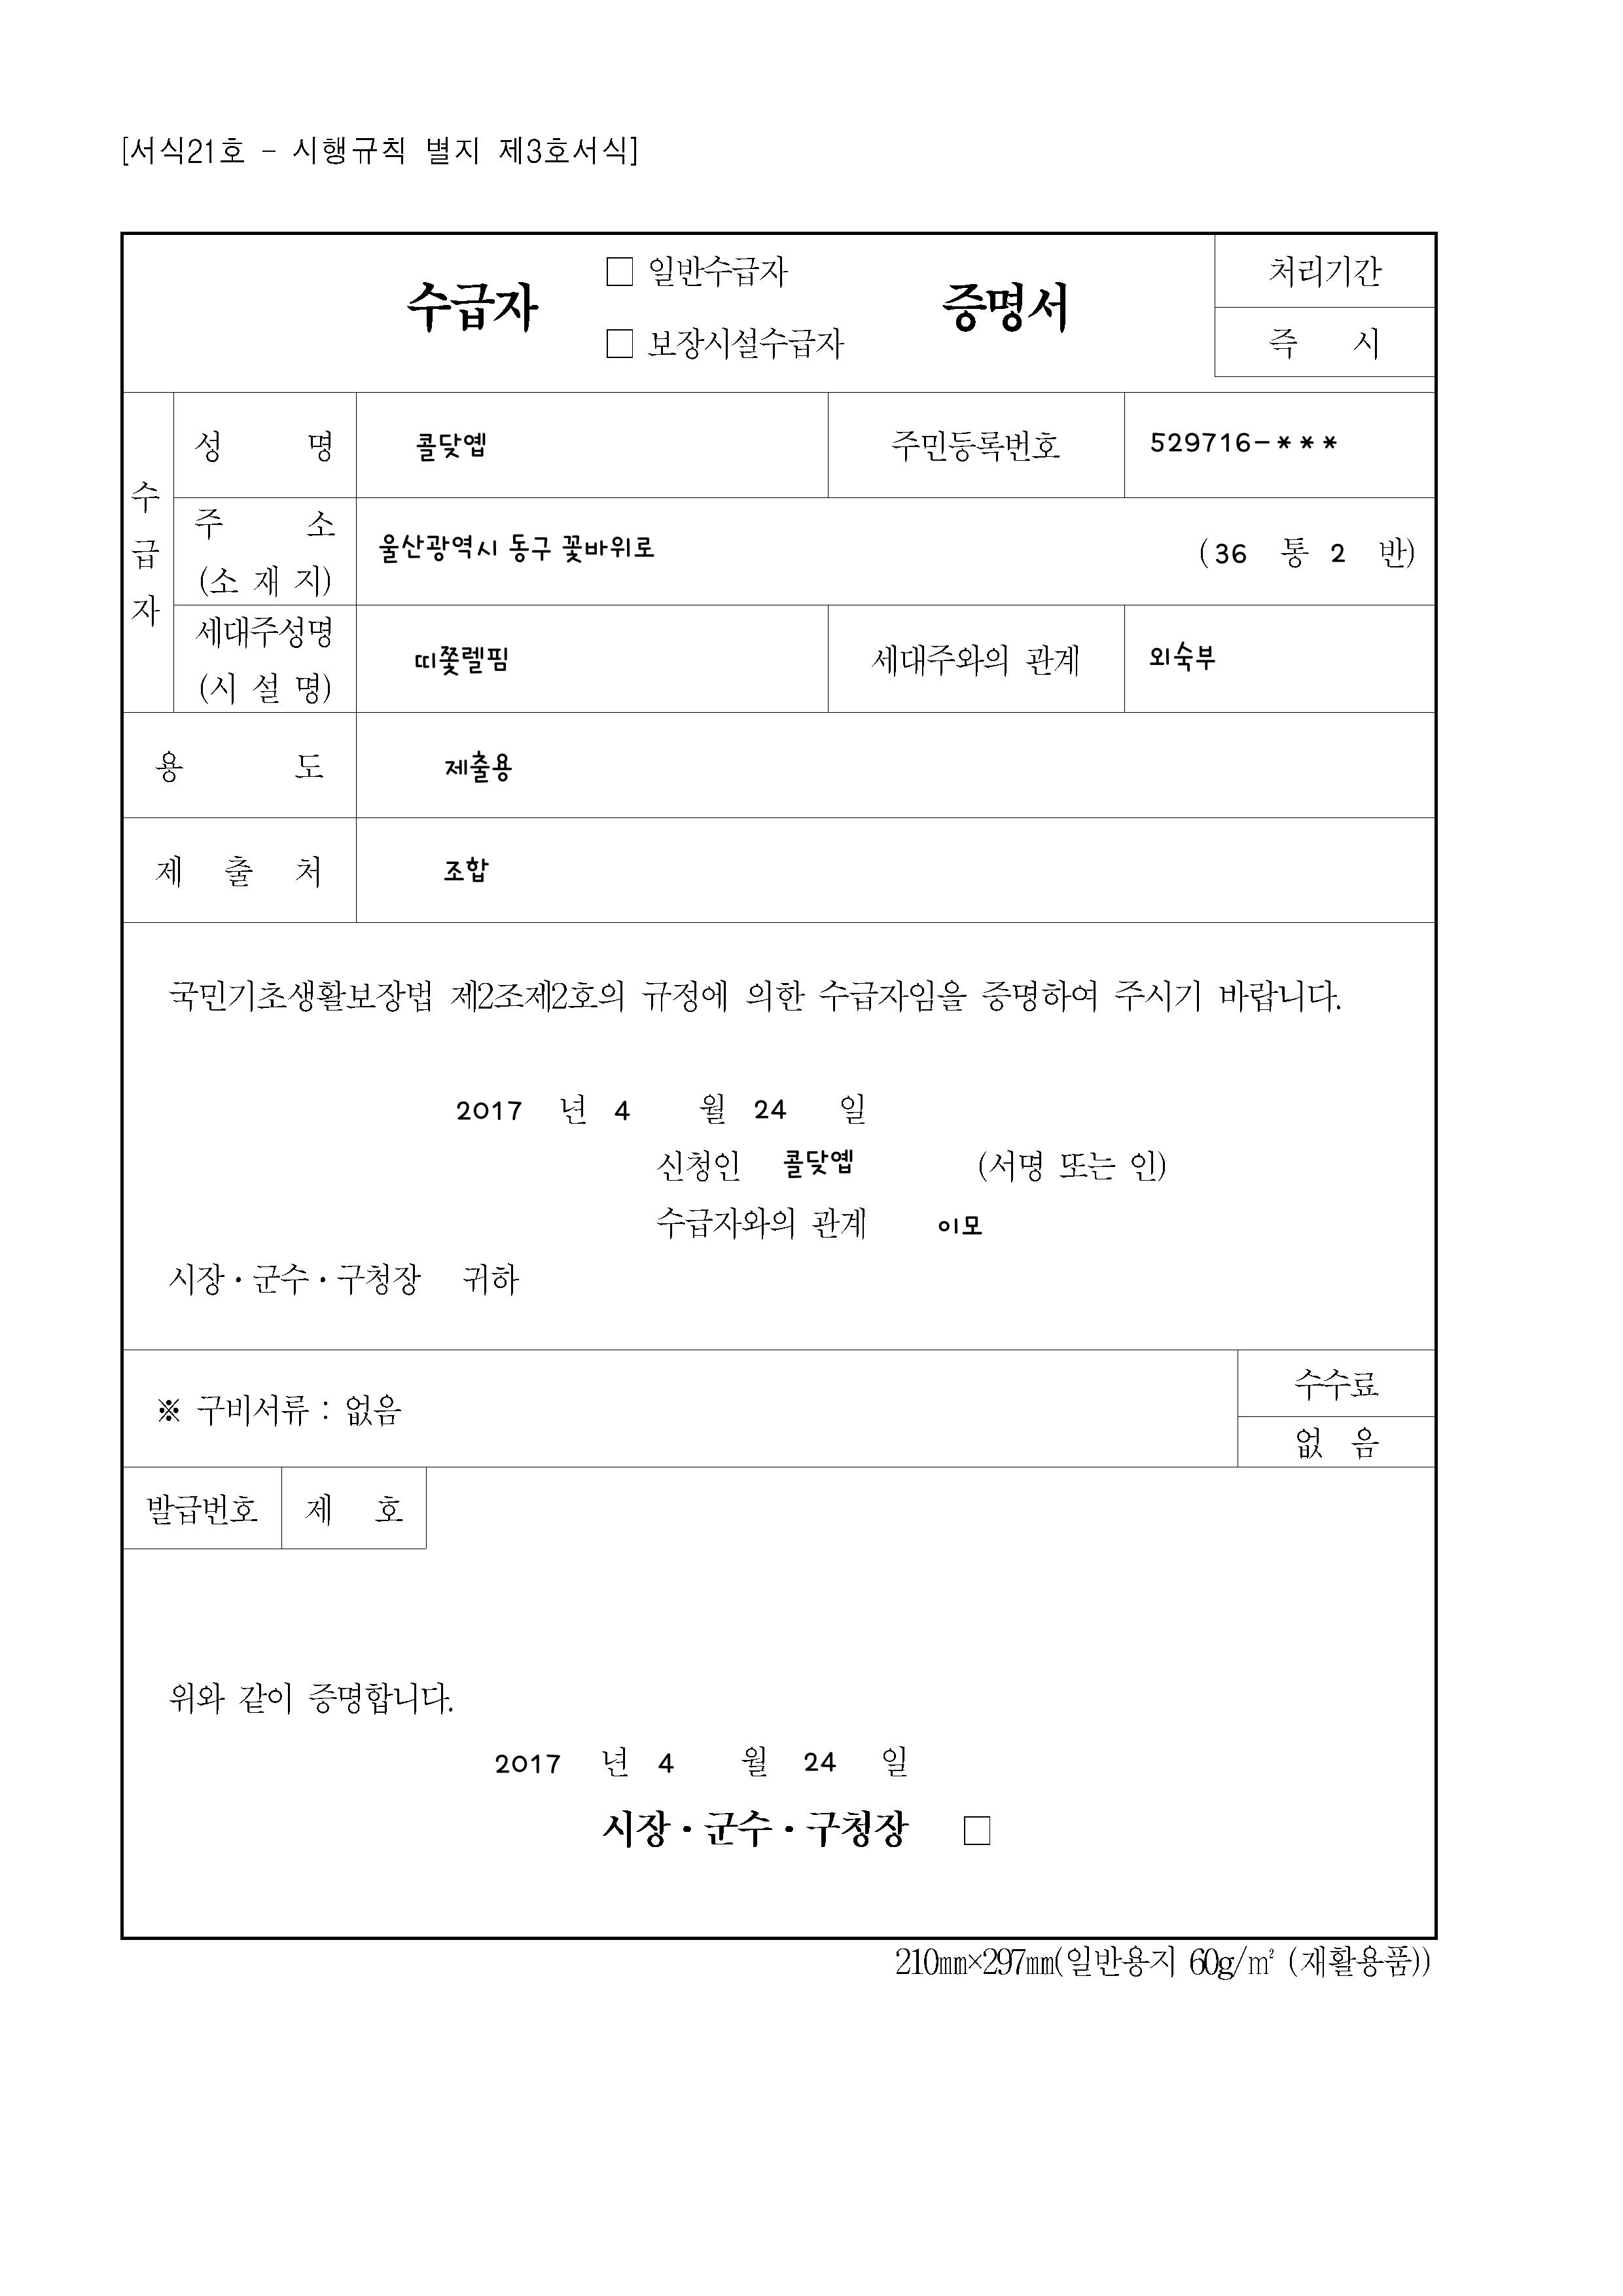 [서식21호 - 시행규칙 별지 제3호서식]
수급자 □ 일반수급자 □ 보장시설수급자 증명서
처리기간
즉 시
수급자
성 명 콜닺옙 주민등록번호 529716-***
주 소 (소 재 지) 울산광역시 동구 꽃바위로 (36 통 2 반)
세대주성명 (시 설 명) 띠쫓렐핌 세대주와의 관계 외숙부
용 도 제출용
제 출 처 조합
국민기초생활보장법 제2조제2호의 규정에 의한 수급자임을 증명하여 주시기 바랍니다.
2017 년 4 월 24 일
신청인 콜닺옙 (서명 또는 인)
수급자와의 관계 이모
시장·군수·구청장 귀하
※ 구비서류 : 없음
수수료
없 음
발급번호 제 호
위와 같이 증명합니다.
2017 년 4 월 24 일
시장·군수·구청장 □
210㎜×297㎜(일반용지 60g/㎡ (재활용품))